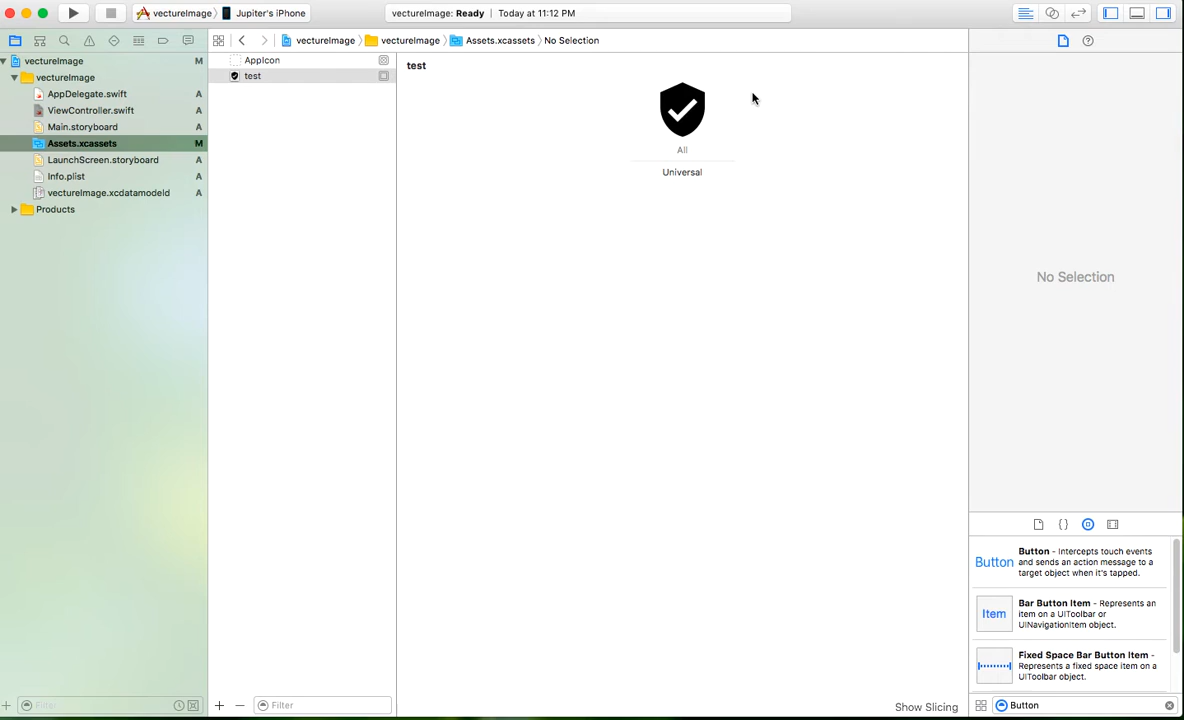 vectureImage
Jupiter's iPhone
vectureImage: Ready | Today at 11:12 PM
vectureImage
vectureImage
Assets.xcassets
No Selection
vectureImage M
vectureImage
AppDelegate.swift A
ViewController.swift A
Main.storyboard A
Assets.xcassets M
LaunchScreen.storyboard A
Info.plist A
vectureImage.xcdatamodeld A
Products
AppIcon
test
test
All
Universal
No Selection
Button
Button - Intercepts touch events
and sends an action message to a
target object when it's tapped.
Item
Bar Button Item - Represents an
item on a UIToolbar or
UINavigationItem object.
Fixed Space Bar Button Item -
Represents a fixed space item on a
UIToolbar object.
Filter
Filter
Show Slicing
Button